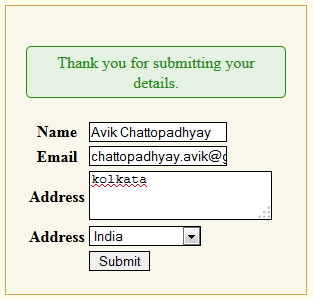 Thank you for submitting your
details.
Name Avik Chattopadhyay
Email chattopadhyay.avik@g
Address kolkata
Address India
Submit